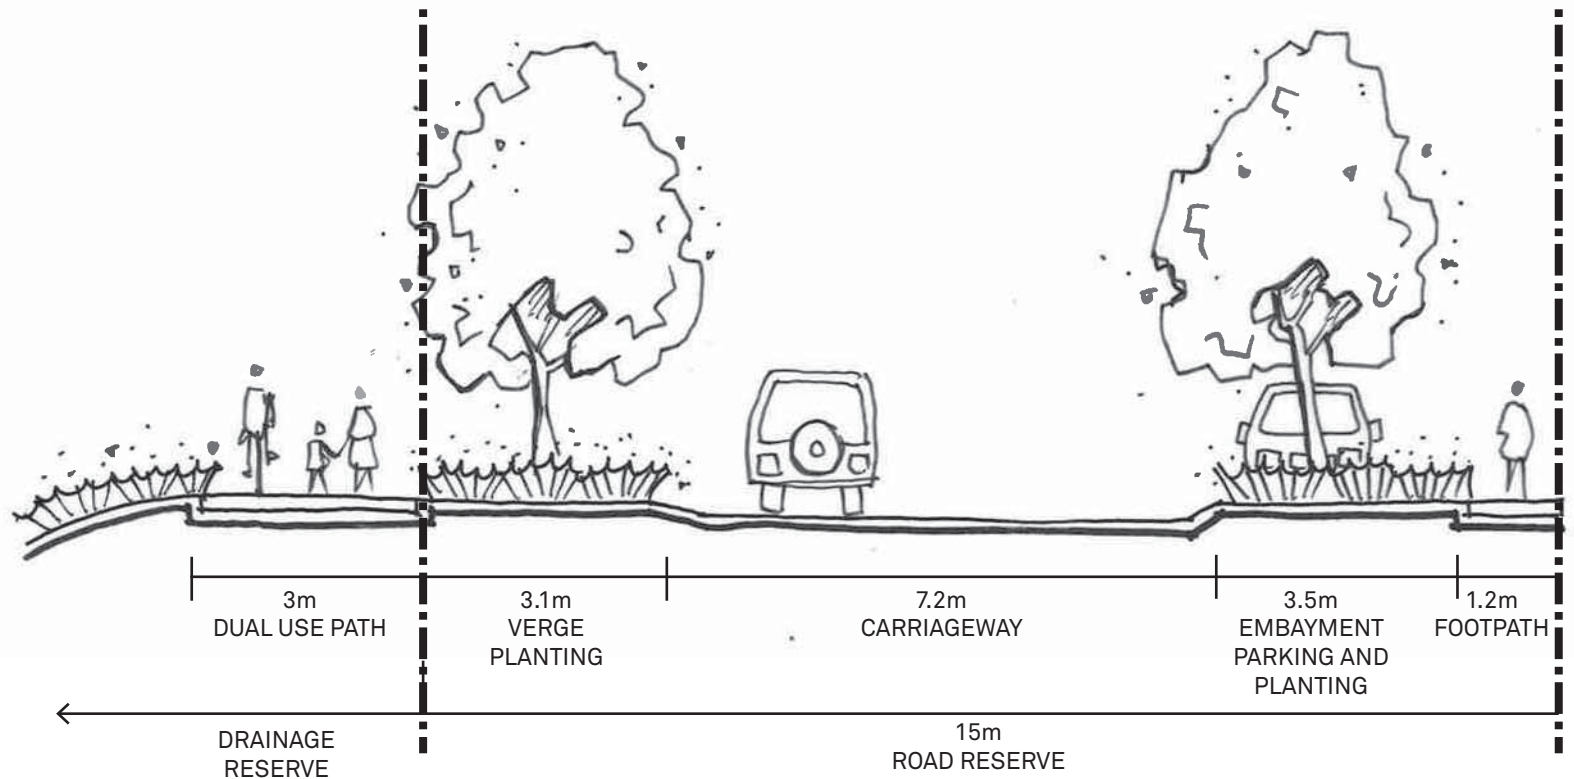 3m
DUAL USE PATH
3.1m
VERGE
PLANTING
7.2m
CARRIAGEWAY
3.5m
EMBAYMENT
PARKING AND
PLANTING
1.2m
FOOTPATH
DRAINAGE
RESERVE
15m
ROAD RESERVE